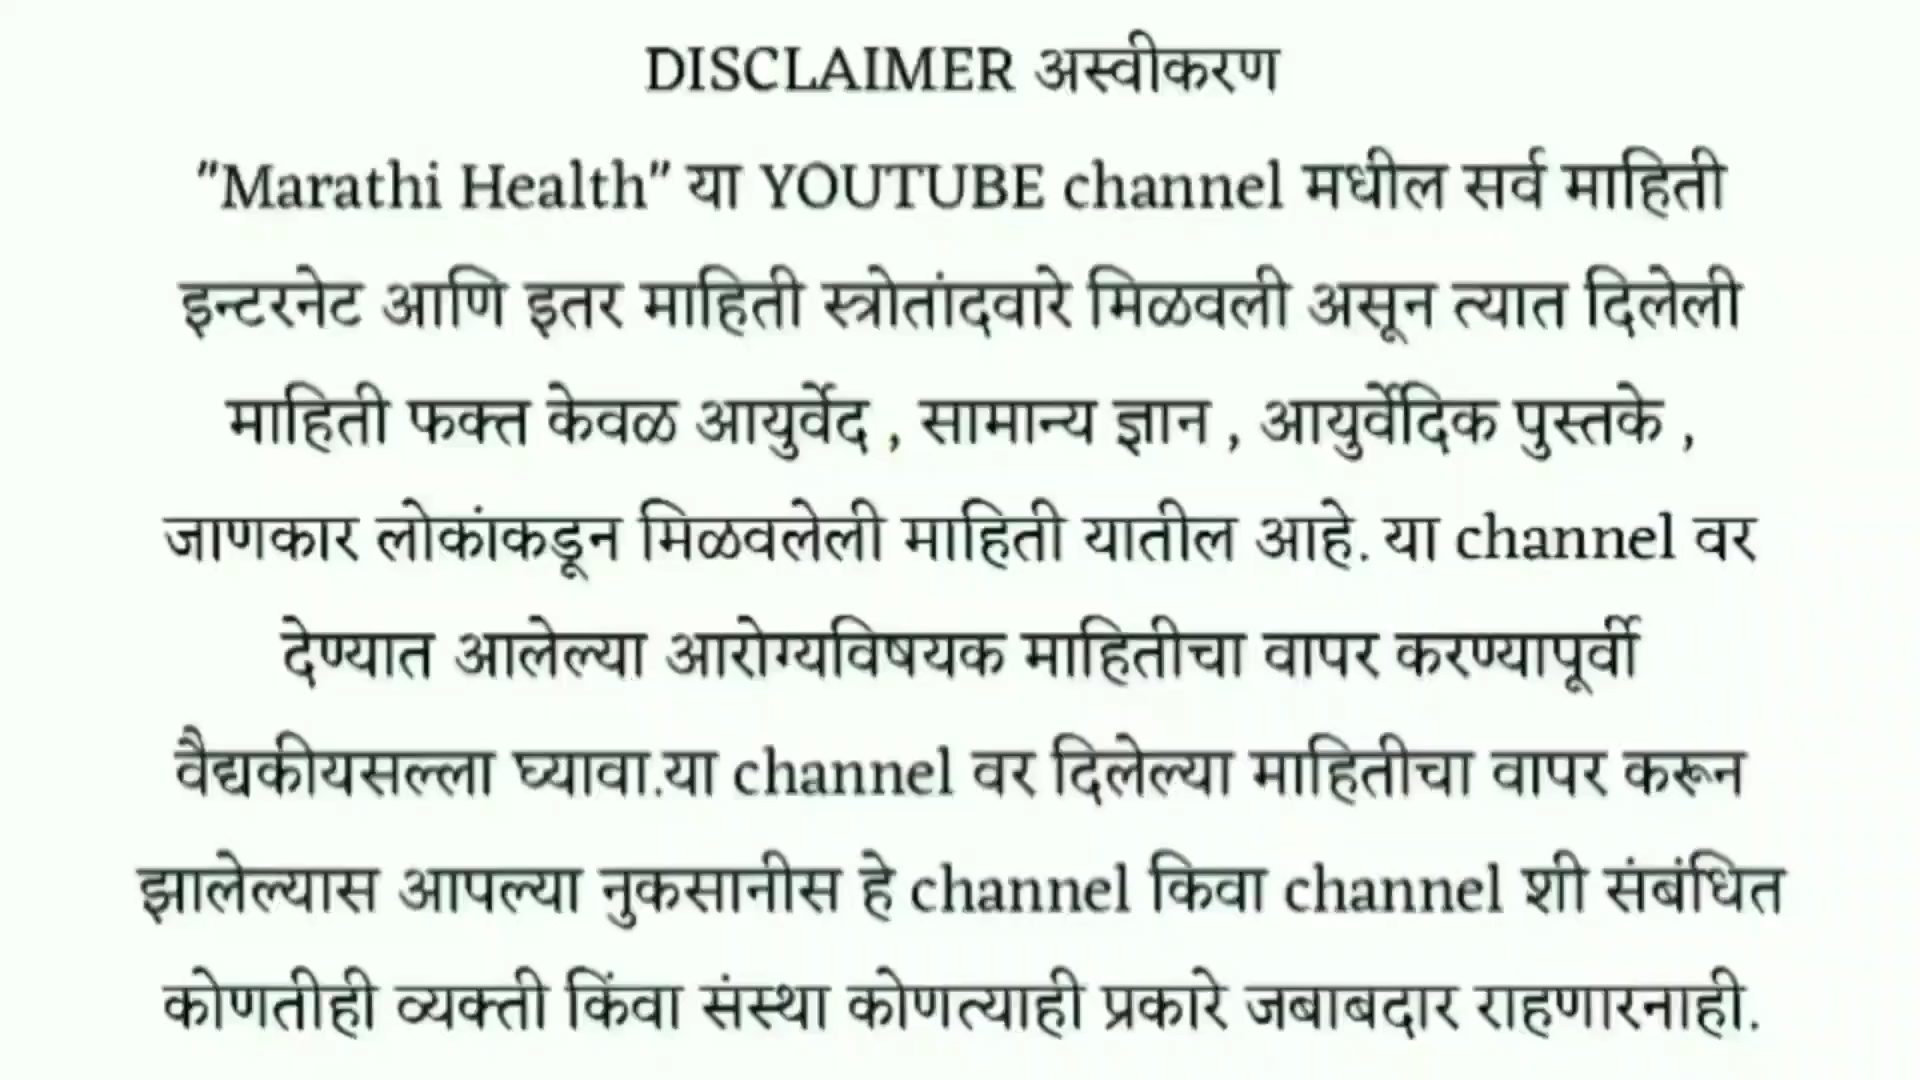 DISCLAIMER अस्वीकरण
"Marathi Health" या YOUTUBE channel मधील सर्व माहिती
इन्टरनेट आणि इतर माहिती स्त्रोतांदवारे मिळवली असून त्यात दिलेली
माहिती फक्त केवळ आयुर्वेद , सामान्य ज्ञान , आयुर्वेदिक पुस्तके ,
जाणकार लोकांकडून मिळवलेली माहिती यातील आहे. या channel वर
देण्यात आलेल्या आरोग्यविषयक माहितीचा वापर करण्यापूर्वी
वैद्यकीयसल्ला घ्यावा.या channel वर दिलेल्या माहितीचा वापर करून
झालेल्यास आपल्या नुकसानीस हे channel किवा channel शी संबंधित
कोणतीही व्यक्ती किंवा संस्था कोणत्याही प्रकारे जबाबदार राहणारनाही.